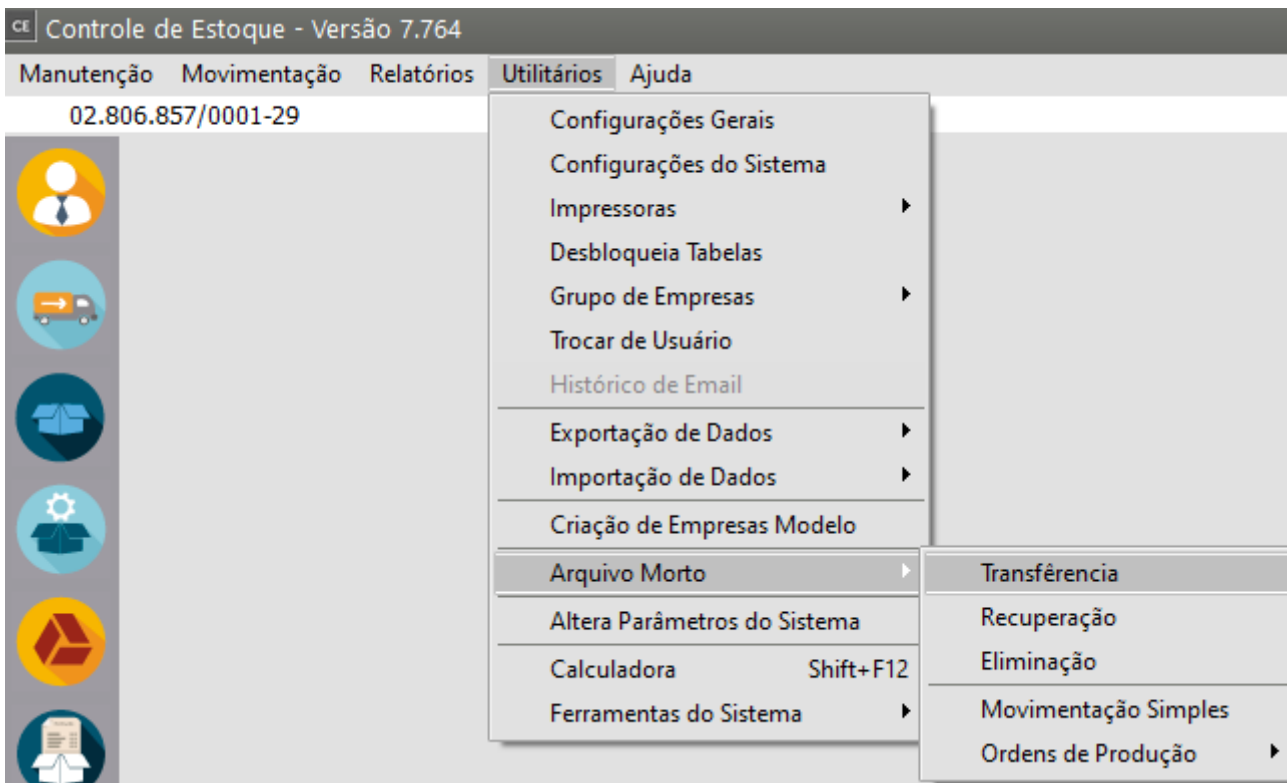 CE Controle de Estoque - Versão 7.764
Manutenção Movimentação Relatórios Utilitários Ajuda
02.806.857/0001-29
Configurações Gerais
Configurações do Sistema
Impressoras
Desbloqueia Tabelas
Grupo de Empresas
Trocar de Usuário
Histórico de Email
Exportação de Dados
Importação de Dados
Criação de Empresas Modelo
Arquivo Morto
Altera Parâmetros do Sistema
Calculadora Shift+F12
Ferramentas do Sistema
Transfêrencia
Recuperação
Eliminação
Movimentação Simples
Ordens de Produção